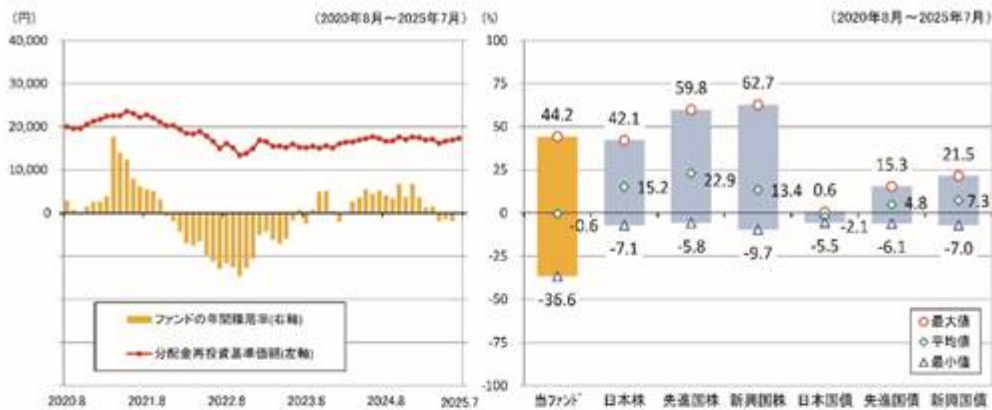 (円)
(2020年8月～2025年7月)
40,000
30,000
20,000
10,000
0
ファンドの年間騰落率(右軸)
分配金再投資基準価額(左軸)
2020.8 2021.8 2022.8 2023.8 2024.8 2025.7
(%)
(2020年8月～2025年7月)
100
75
50
25
0
-25
-50
-75
-100
44.2 42.1 59.8 62.7 0.6 15.3 21.5
-0.6 15.2 22.9 13.4 -2.1 4.8 7.3
-36.6 -7.1 -5.8 -9.7 -5.5 -6.1 -7.0
最大値
平均値
最小値
当ファンド 日本株 先進国株 新興国株 日本国債 先進国債 新興国債